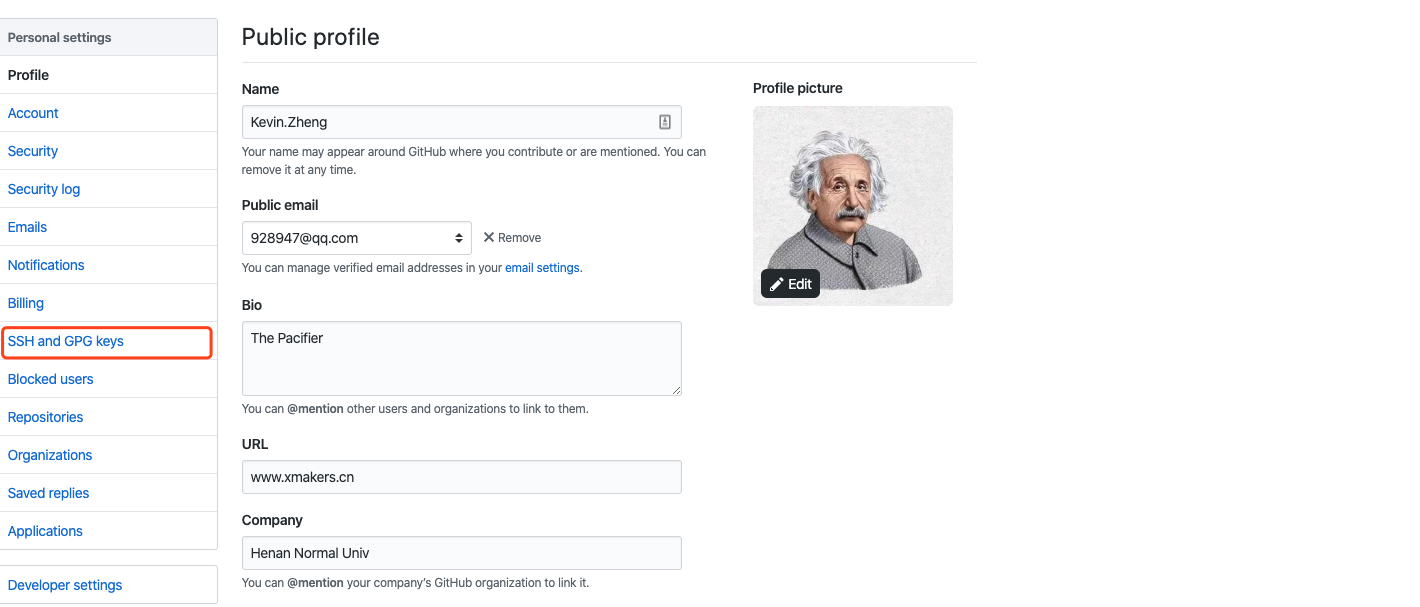 Personal settings
Profile
Account
Security
Security log
Emails
Notifications
Billing
SSH and GPG keys
Blocked users
Repositories
Organizations
Saved replies
Applications
Developer settings
Public profile
Name
Kevin.Zheng
Your name may appear around GitHub where you contribute or are mentioned. You can
remove it at any time.
Public email
928947@qq.com
Remove
You can manage verified email addresses in your email settings.
Bio
The Pacifier
You can @mention other users and organizations to link to them.
URL
www.xmakers.cn
Company
Henan Normal Univ
You can @mention your company's GitHub organization to link it.
Profile picture
Edit